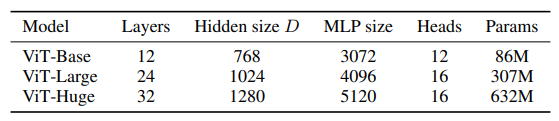 Model Layers Hidden size D MLP size Heads Params
ViT-Base 12 768 3072 12 86M
ViT-Large 24 1024 4096 16 307M
ViT-Huge 32 1280 5120 16 632M